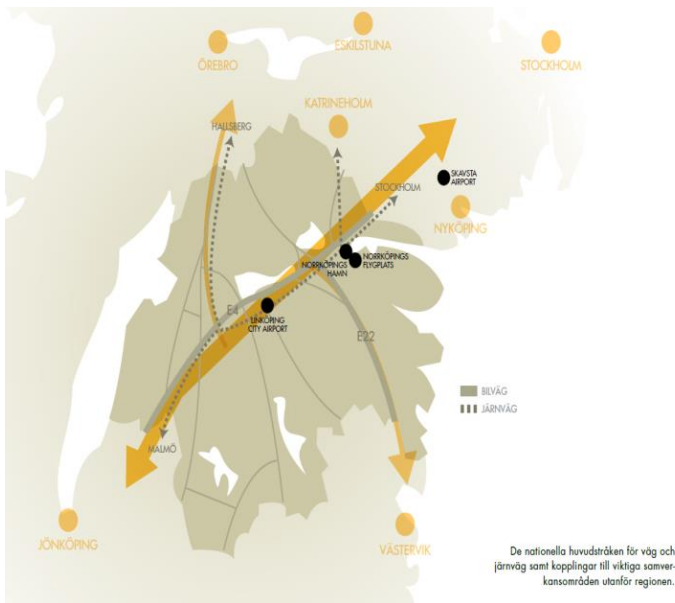 ESKILSTUNA
ÖREBRO
STOCKHOLM
KATRINEHOLM
HALLSBERG
SKAVSTA
AIRPORT
STOCKHOLM
NYKÖPING
NORRKÖPINGS
HAMN
NORRKÖPINGS
FLYGPLATS
E4
LINKÖPING
CITY AIRPORT
E22
BILVÄG
JÄRNVÄG
MALMÖ
JÖNKÖPING
VÄSTERVIK
De nationella huvudstråken för väg och
järnväg samt kopplingar till viktiga samver-
kansområden utanför regionen.